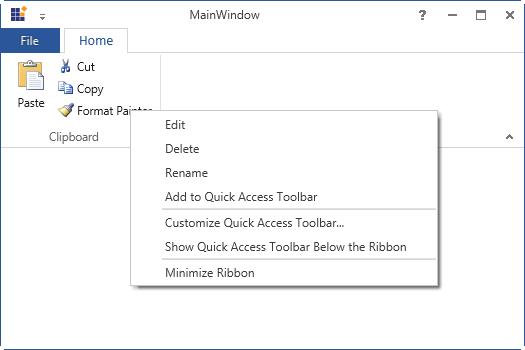 MainWindow
?
File
Home
Paste
Cut
Copy
Format Painter
Clipboard
Edit
Delete
Rename
Add to Quick Access Toolbar
Customize Quick Access Toolbar...
Show Quick Access Toolbar Below the Ribbon
Minimize Ribbon